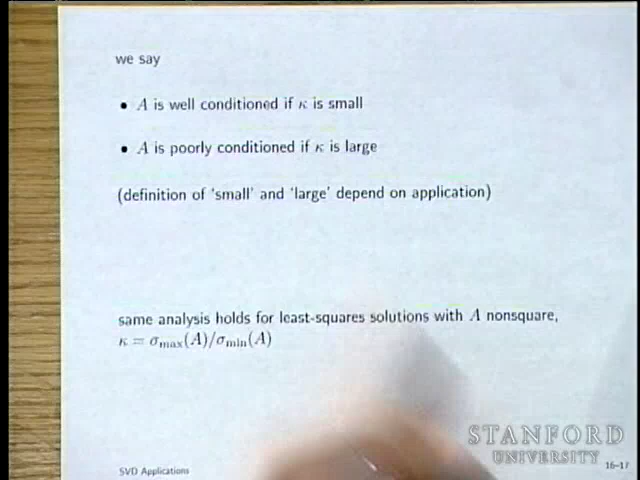 we say
• A is well conditioned if κ is small
• A is poorly conditioned if κ is large
(definition of ‘small’ and ‘large’ depend on application)
same analysis holds for least-squares solutions with A nonsquare,
κ = σmax(A)/σmin(A)
STANFORD
UNIVERSITY
SVD Applications
16–17